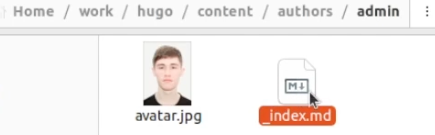 Home / work / hugo / content / authors / admin
M↓
avatar.jpg
_index.md